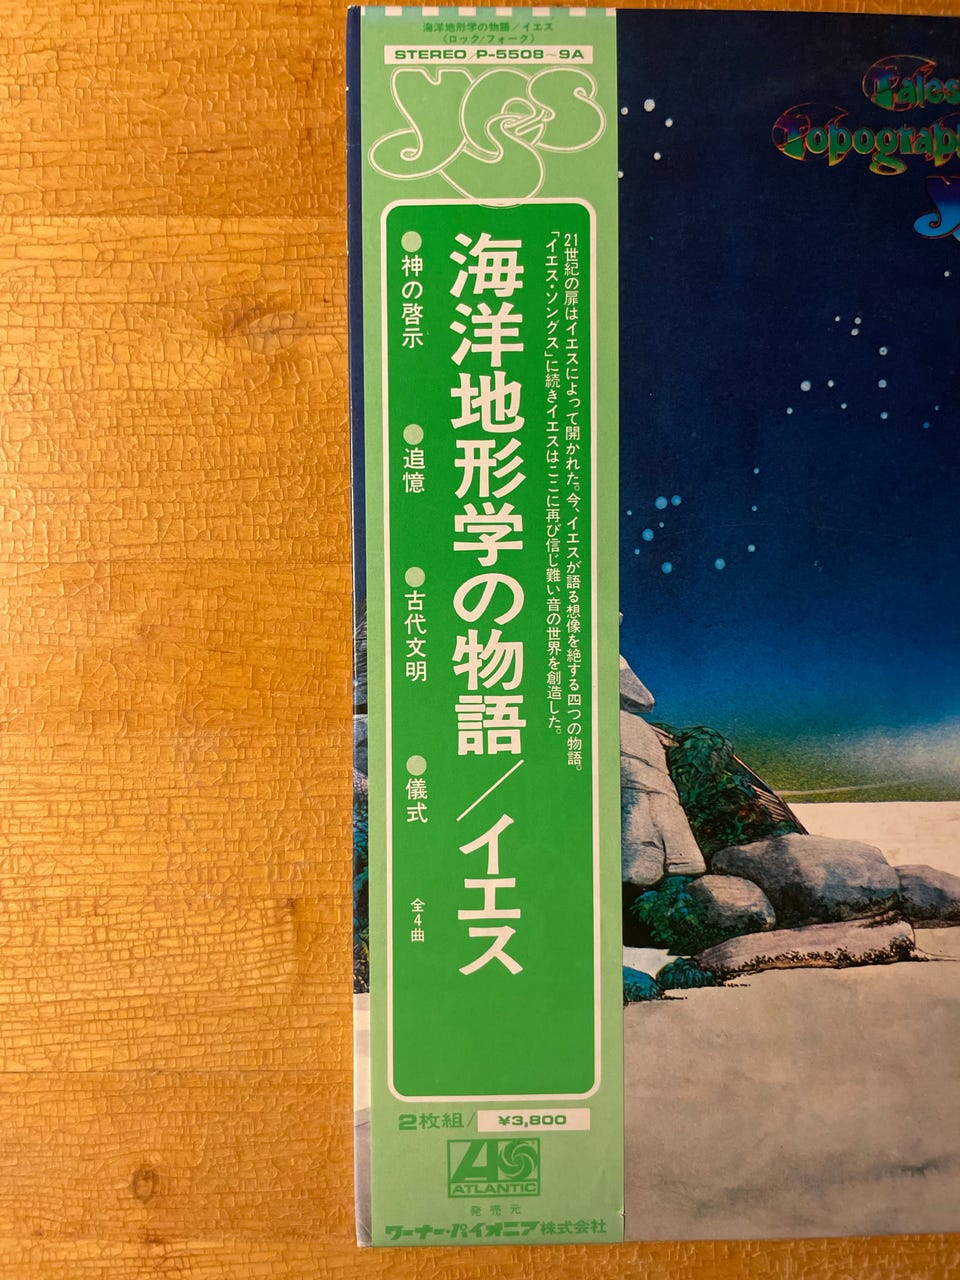 海洋地形学の物語/イエス
(ロック/フォーク)
STEREO/P-5508~9A
yes
21世紀の扉はイエスによって開かれた。今、イエスが語る想像を絶する四つの物語。
「イエス・ソングス」に続きイエスはここに再び信じ難い音の世界を創造した。
海洋地形学の物語/イエス
●神の啓示 ●追憶 ●古代文明 ●儀式 全4曲
2枚組/ ¥3,800
ATLANTIC
発売元
ワーナー・パイオニア株式会社
Tales
Topograp